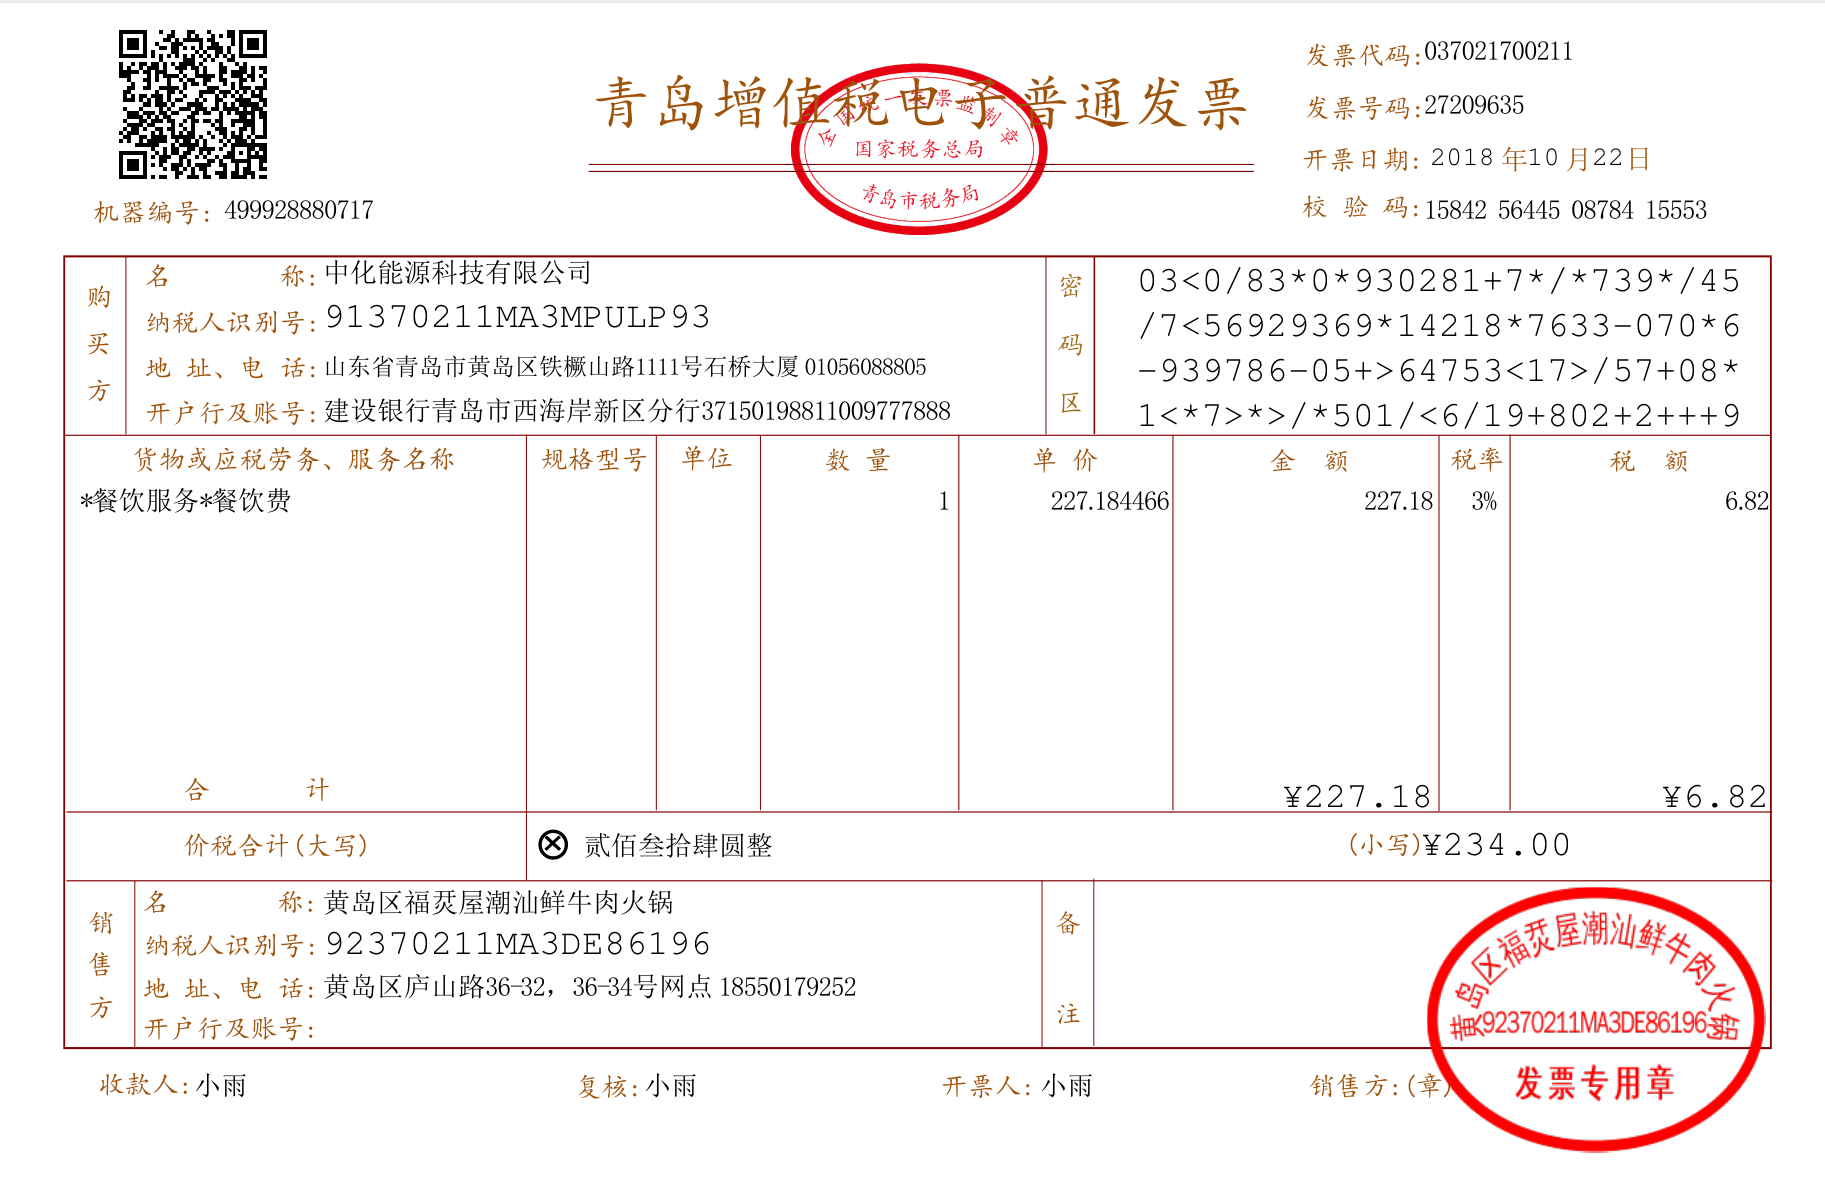 青岛增值税电子普通发票
全国统一发票监制章
国家税务总局
青岛市税务局
发票代码:037021700211
发票号码:27209635
开票日期: 2018 年10 月22日
校 验 码:15842 56445 08784 15553
机器编号: 499928880717
购买方
名 称:中化能源科技有限公司
纳税人识别号:91370211MA3MPULP93
地 址、电 话:山东省青岛市黄岛区铁橛山路1111号石桥大厦 01056088805
开户行及账号:建设银行青岛市西海岸新区分行37150198811009777888
密码区
03<0/83*0*930281+7*/*739*/45
/7<56929369*14218*7633-070*6
-939786-05+>64753<17>/57+08*
1<*7>*>/*501/<6/19+802+2+++9
货物或应税劳务、服务名称 规格型号 单位 数 量 单 价 金 额 税率 税 额
*餐饮服务*餐饮费 1 227.184466 227.18 3% 6.82
合 计 ¥227.18 ¥6.82
价税合计(大写) ⊗ 贰佰叁拾肆圆整 (小写)¥234.00
销售方
名 称:黄岛区福烎屋潮汕鲜牛肉火锅
纳税人识别号:92370211MA3DE86196
地 址、电 话:黄岛区庐山路36-32，36-34号网点 18550179252
开户行及账号:
备注
收款人:小雨 复核:小雨 开票人:小雨 销售方:(章)
黄岛区福烎屋潮汕鲜牛肉火锅
92370211MA3DE86196
发票专用章